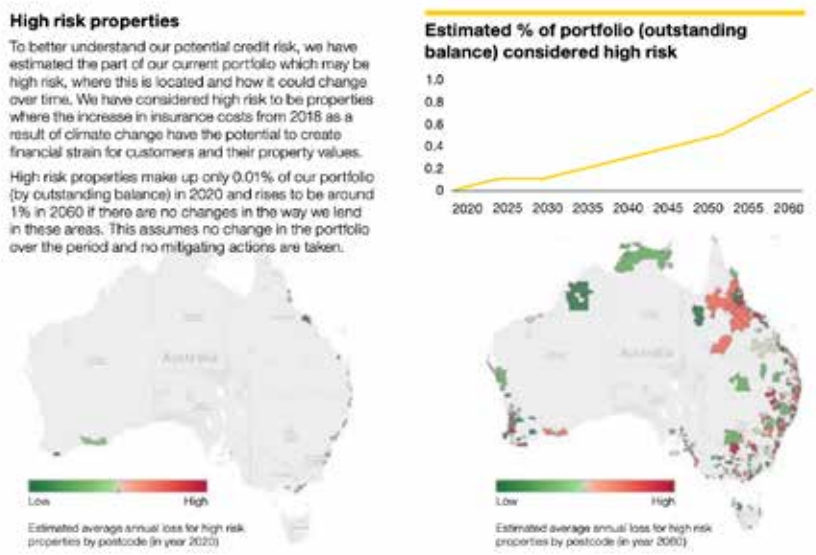 High risk properties
To better understand our potential credit risk, we have
estimated the part of our current portfolio which may be
high risk, where this is located and how it could change
over time. We have considered high risk to be properties
where the increase in insurance costs from 2018 as a
result of climate change have the potential to create
financial strain for customers and their property values.
High risk properties make up only 0.01% of our portfolio
(by outstanding balance) in 2020 and rises to be around
1% in 2060 if there are no changes in the way we lend
in these areas. This assumes no change in the portfolio
over the period and no mitigating actions are taken.
Estimated % of portfolio (outstanding
balance) considered high risk
1.0
0.8
0.6
0.4
0.2
0
2020 2025 2030 2035 2040 2045 2050 2055 2060
Australia
Low High
Estimated average annual loss for high risk
properties by postcode (in year 2020)
Australia
Low High
Estimated average annual loss for high risk
properties by postcode (in year 2060)